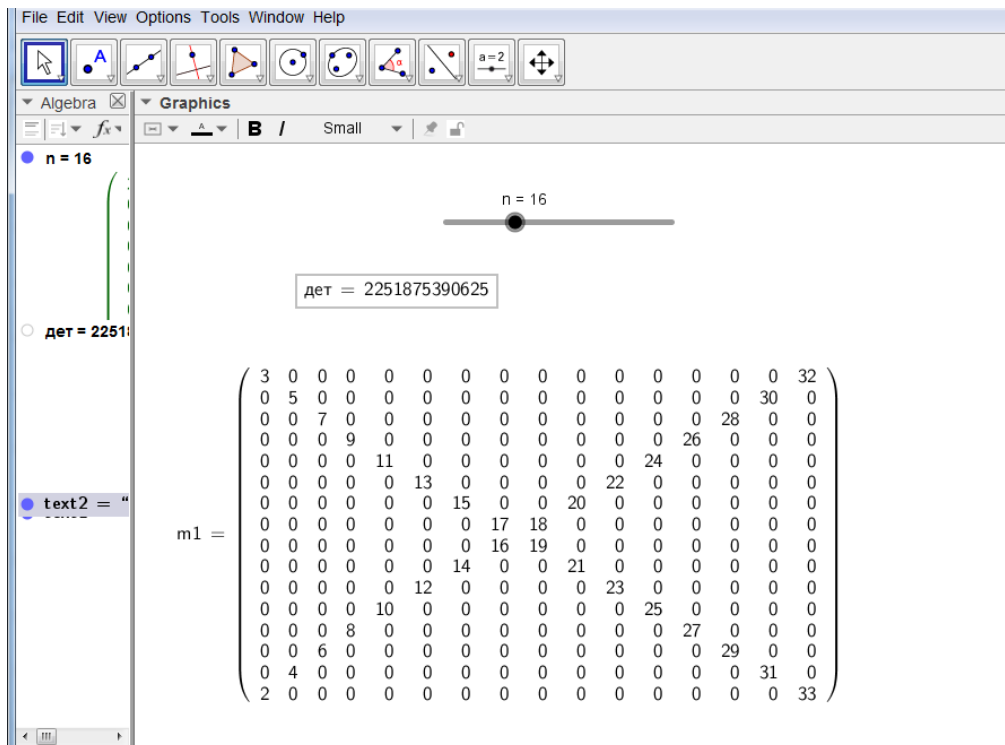 File Edit View Options Tools Window Help
A
α
a=2
Algebra
Graphics
fx
A
B I Small
n = 16
n = 16
дет = 2251875390625
дет = 22518
3 0 0 0 0 0 0 0 0 0 0 0 0 0 0 32
0 5 0 0 0 0 0 0 0 0 0 0 0 0 30 0
0 0 7 0 0 0 0 0 0 0 0 0 0 28 0 0
0 0 0 9 0 0 0 0 0 0 0 0 26 0 0 0
0 0 0 0 11 0 0 0 0 0 0 24 0 0 0 0
0 0 0 0 0 13 0 0 0 0 22 0 0 0 0 0
0 0 0 0 0 0 15 0 0 20 0 0 0 0 0 0
text2 = “
0 0 0 0 0 0 0 17 18 0 0 0 0 0 0 0
m1 =
0 0 0 0 0 0 0 16 19 0 0 0 0 0 0 0
0 0 0 0 0 0 14 0 0 21 0 0 0 0 0 0
0 0 0 0 0 12 0 0 0 0 23 0 0 0 0 0
0 0 0 0 10 0 0 0 0 0 0 25 0 0 0 0
0 0 0 8 0 0 0 0 0 0 0 0 27 0 0 0
0 0 6 0 0 0 0 0 0 0 0 0 0 29 0 0
0 4 0 0 0 0 0 0 0 0 0 0 0 0 31 0
2 0 0 0 0 0 0 0 0 0 0 0 0 0 0 33